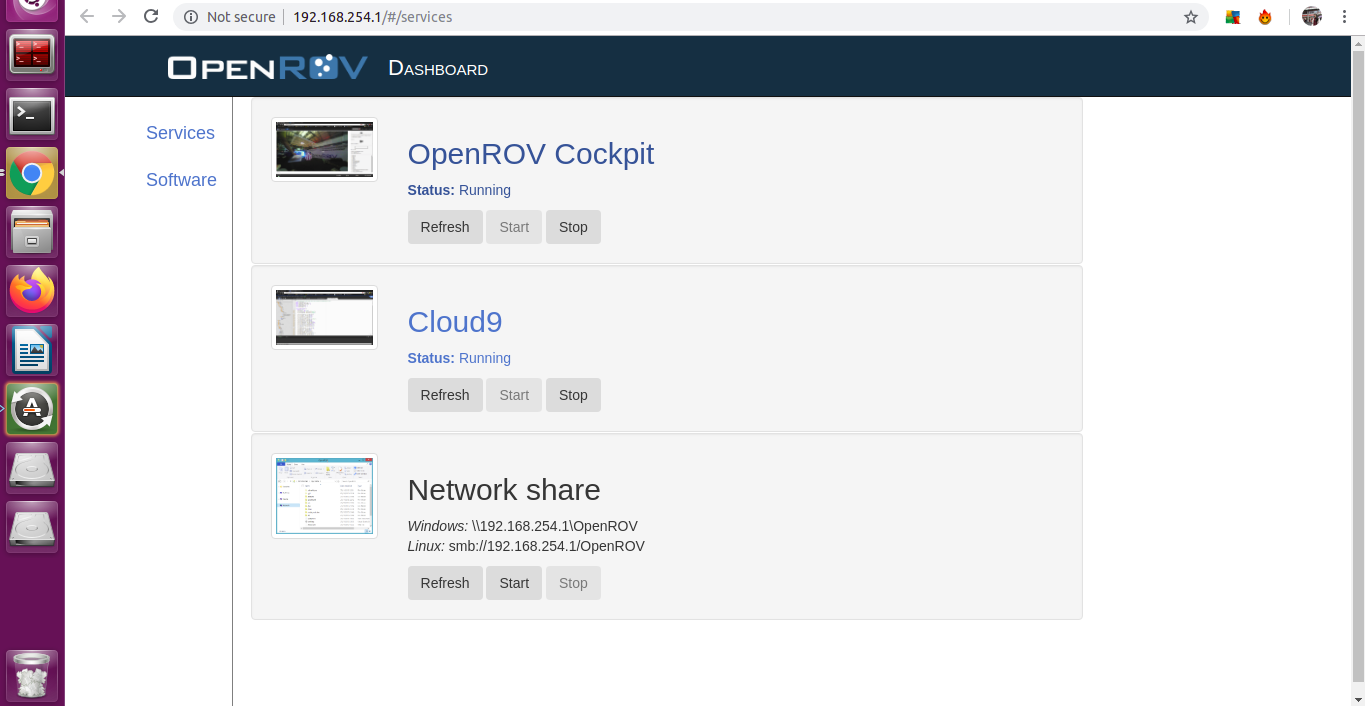 Not secure 192.168.254.1/#/services
OPENROV DASHBOARD
Services
Software
OpenROV Cockpit
Status: Running
Refresh Start Stop
Cloud9
Status: Running
Refresh Start Stop
Network share
Windows: \\192.168.254.1\OpenROV
Linux: smb://192.168.254.1/OpenROV
Refresh Start Stop